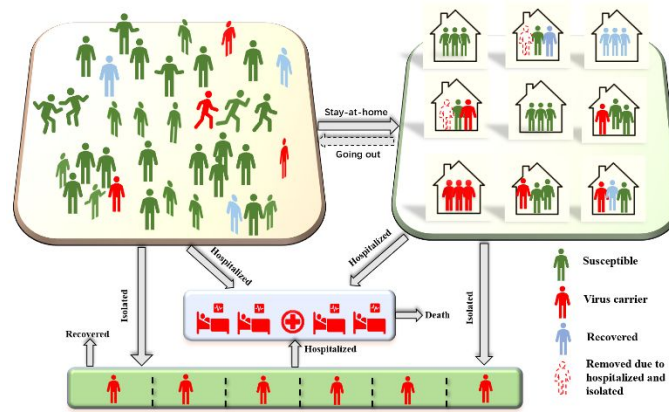 Stay-at-home
Going out
Hospitalized
Hospitalized
Isolated
Isolated
Recovered
Hospitalized
Death
Susceptible
Virus carrier
Recovered
Removed due to
hospitalized and
isolated